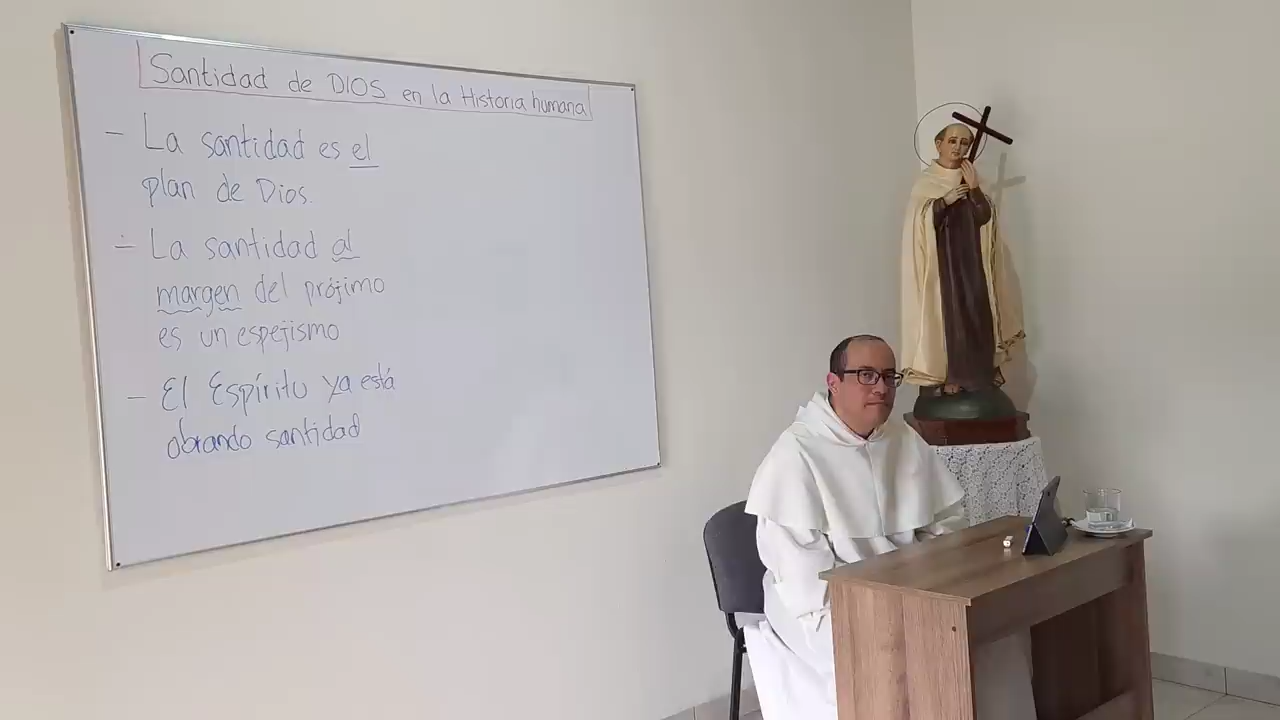 Santidad de DIOS en la Historia humana
- La santidad es el
plan de Dios.
- La santidad al
margen del prójimo
es un espejismo
- El Espíritu ya está
obrando santidad